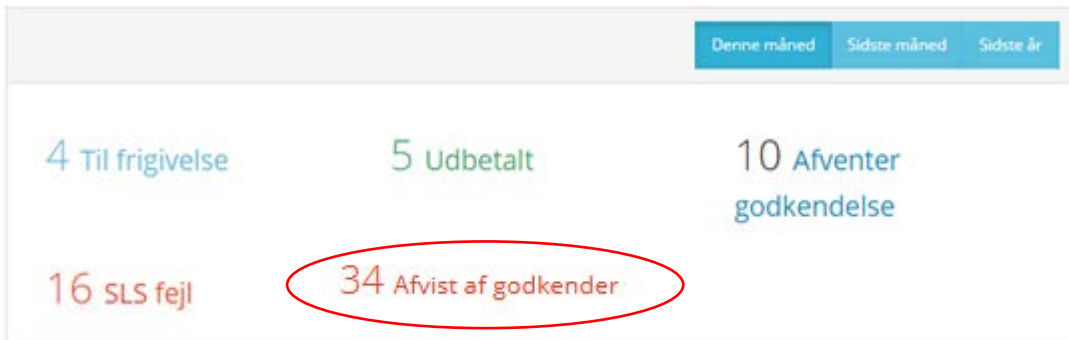 Denne måned Sidste måned Sidste år
4 Til frigivelse 5 Udbetalt 10 Afventer
godkendelse
16 SLS fejl 34 Afvist af godkender